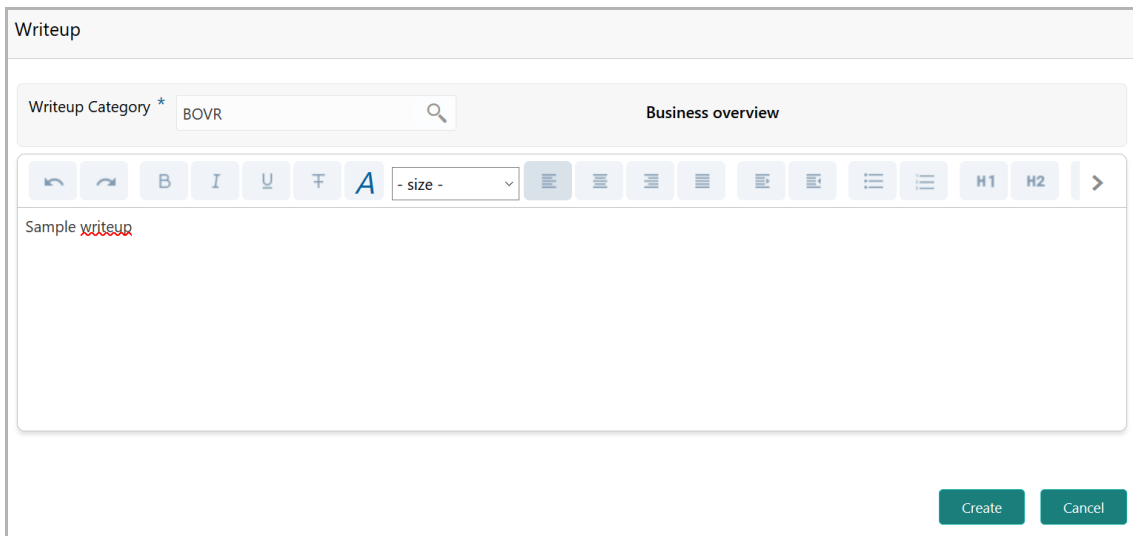 Writeup
Writeup Category * BOVR Business overview
B I U T A - size - H1 H2
Sample writeup
Create Cancel